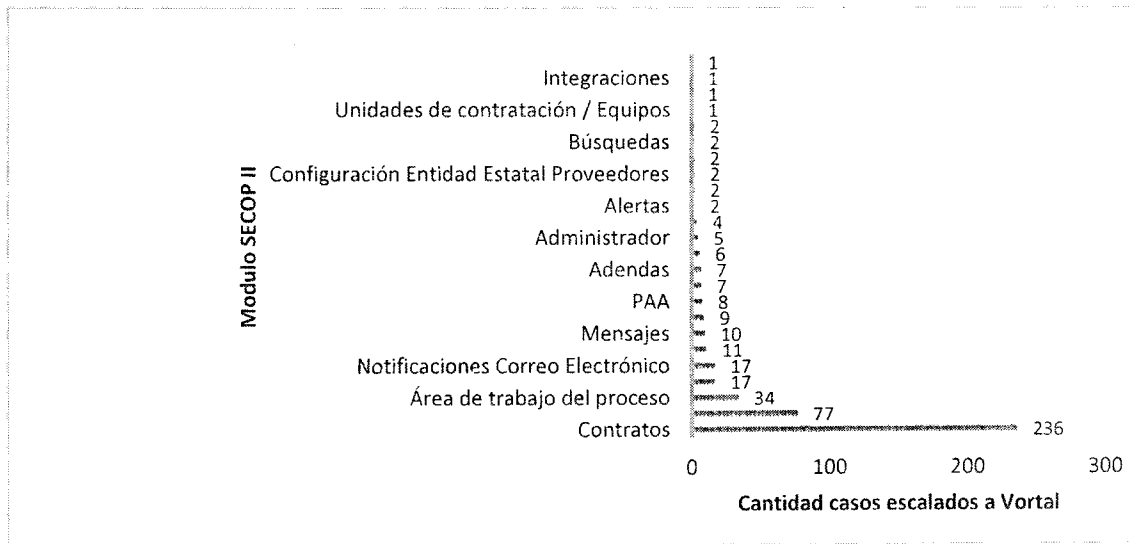 1
Integraciones 1
1
Unidades de contratación / Equipos 1
2
Búsquedas 2
2
Configuración Entidad Estatal Proveedores 2
2
Alertas 2
4
Administrador 5
6
Adendas 7
7
PAA 8
9
Mensajes 10
11
Notificaciones Correo Electrónico 17
17
Área de trabajo del proceso 34
77
Contratos 236
0 100 200 300
Cantidad casos escalados a Vortal
Modulo SECOP II